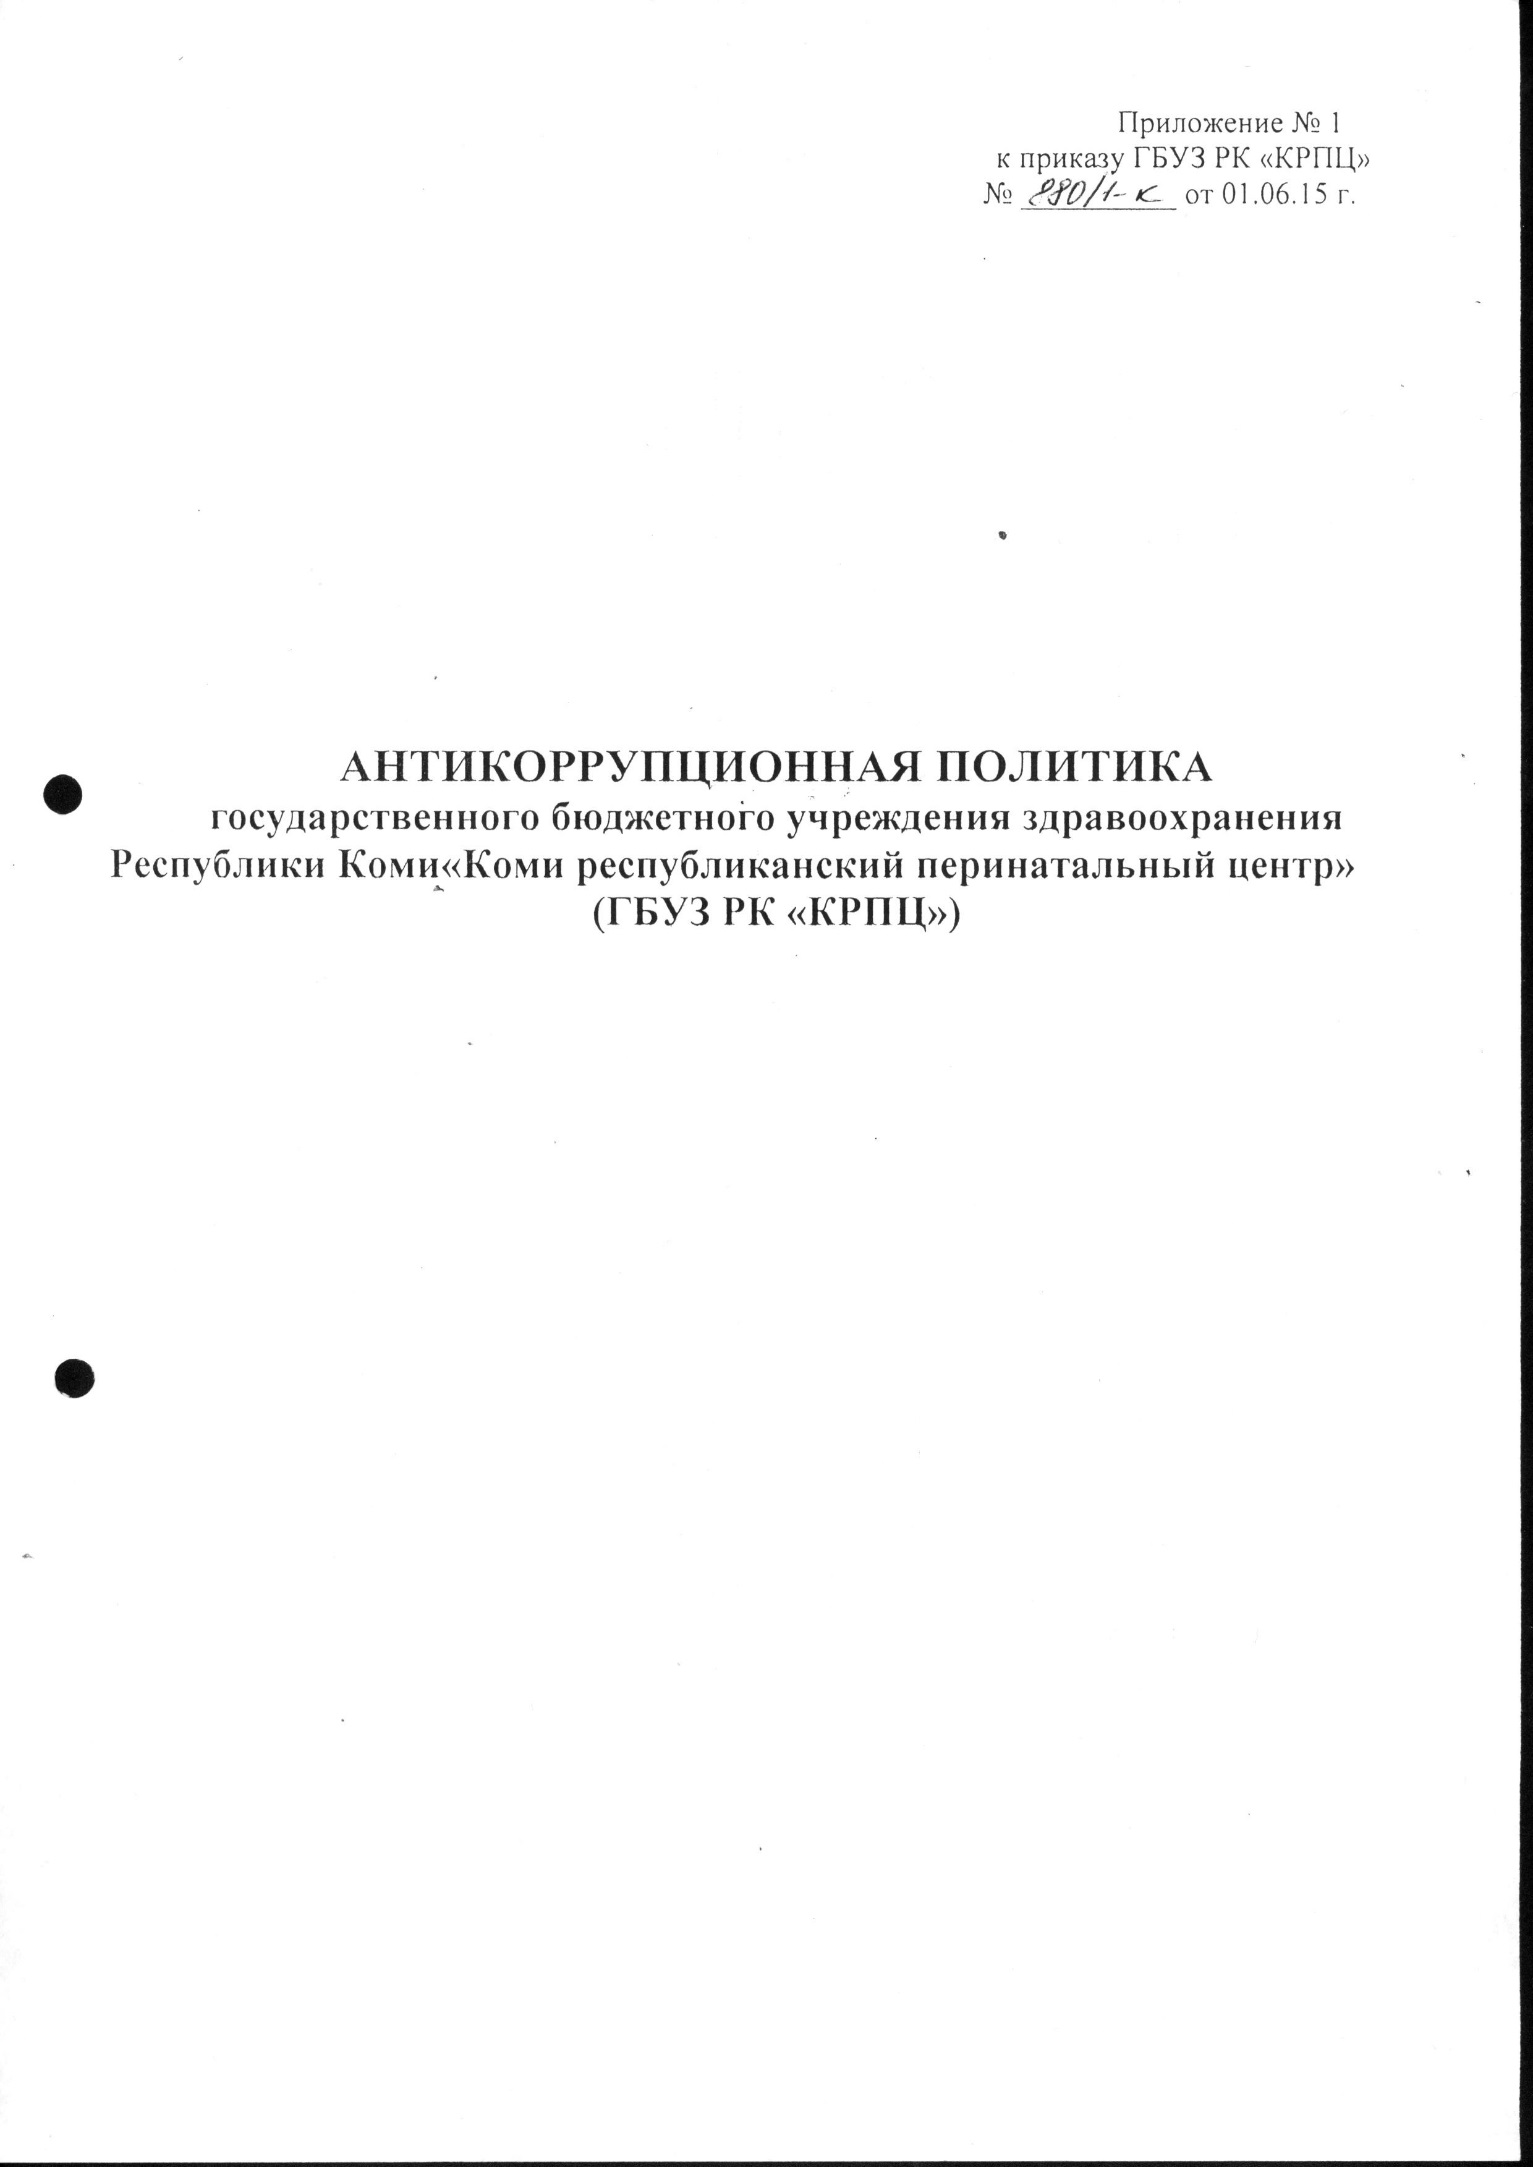 Приложение № 1
к приказу ГБУЗ РК «КРПЦ»
№ 880/1-к от 01.06.15 г.
АНТИКОРРУПЦИОННАЯ ПОЛИТИКА
государственного бюджетного учреждения здравоохранения
Республики Коми«Коми республиканский перинатальный центр»
(ГБУЗ РК «КРПЦ»)